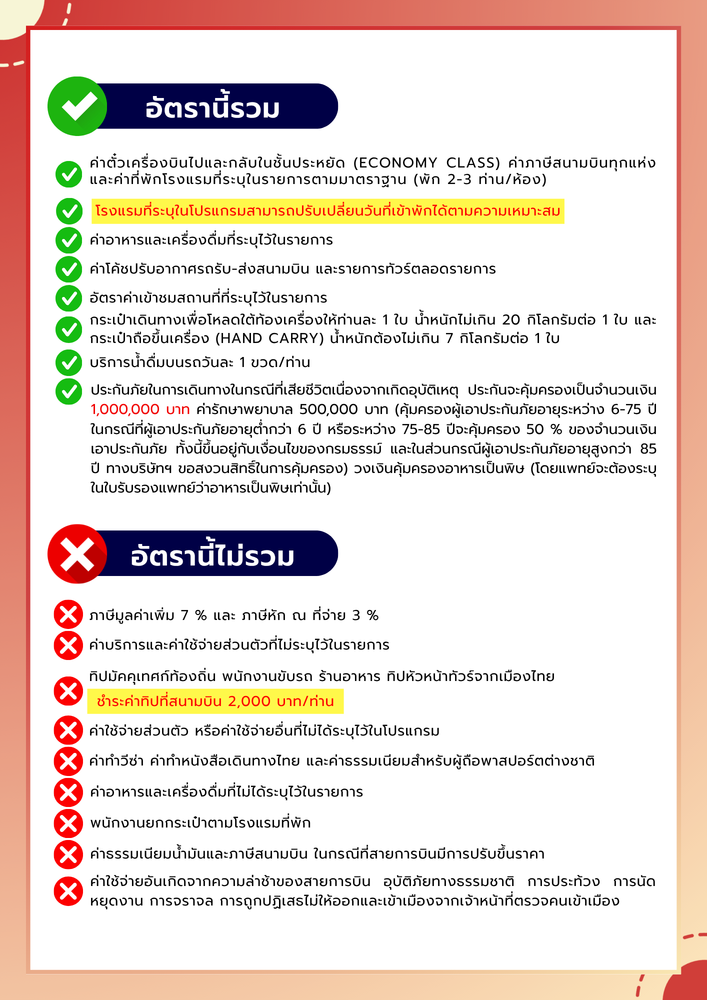 อัตรานี้รวม
ค่าตั๋วเครื่องบินไปและกลับในชั้นประหยัด (ECONOMY CLASS) ค่าภาษีสนามบินทุกแห่ง
และค่าที่พักโรงแรมที่ระบุในรายการตามมาตราฐาน (พัก 2-3 ท่าน/ห้อง)
โรงแรมที่ระบุในโปรแกรมสามารถปรับเปลี่ยนวันที่เข้าพักได้ตามความเหมาะสม
ค่าอาหารและเครื่องดื่มที่ระบุไว้ในรายการ
ค่าโค้ชปรับอากาศรถรับ-ส่งสนามบิน และรายการทัวร์ตลอดรายการ
อัตราค่าเข้าชมสถานที่ที่ระบุไว้ในรายการ
กระเป๋าเดินทางเพื่อโหลดใต้ท้องเครื่องให้ท่านละ 1 ใบ น้ำหนักไม่เกิน 20 กิโลกรัมต่อ 1 ใบ และ
กระเป๋าถือขึ้นเครื่อง (HAND CARRY) น้ำหนักต้องไม่เกิน 7 กิโลกรัมต่อ 1 ใบ
บริการน้ำดื่มบนรถวันละ 1 ขวด/ท่าน
ประกันภัยในการเดินทางในกรณีที่เสียชีวิตเนื่องจากเกิดอุบัติเหตุ ประกันจะคุ้มครองเป็นจำนวนเงิน
1,000,000 บาท ค่ารักษาพยาบาล 500,000 บาท (คุ้มครองผู้เอาประกันภัยอายุระหว่าง 6-75 ปี
ในกรณีที่ผู้เอาประกันภัยอายุต่ำกว่า 6 ปี หรือระหว่าง 75-85 ปีจะคุ้มครอง 50 % ของจำนวนเงิน
เอาประกันภัย ทั้งนี้ขึ้นอยู่กับเงื่อนไขของกรมธรรม์ และในส่วนกรณีผู้เอาประกันภัยอายุสูงกว่า 85
ปี ทางบริษัทฯ ขอสงวนสิทธิ์ในการคุ้มครอง) วงเงินคุ้มครองอาหารเป็นพิษ (โดยแพทย์จะต้องระบุ
ในใบรับรองแพทย์ว่าอาหารเป็นพิษเท่านั้น)
อัตรานี้ไม่รวม
ภาษีมูลค่าเพิ่ม 7 % และ ภาษีหัก ณ ที่จ่าย 3 %
ค่าบริการและค่าใช้จ่ายส่วนตัวที่ไม่ระบุไว้ในรายการ
ทิปมัคคุเทศก์ท้องถิ่น พนักงานขับรถ ร้านอาหาร ทิปหัวหน้าทัวร์จากเมืองไทย
ชำระค่าทิปที่สนามบิน 2,000 บาท/ท่าน
ค่าใช้จ่ายส่วนตัว หรือค่าใช้จ่ายอื่นที่ไม่ได้ระบุไว้ในโปรแกรม
ค่าทำวีซ่า ค่าทำหนังสือเดินทางไทย และค่าธรรมเนียมสำหรับผู้ถือพาสปอร์ตต่างชาติ
ค่าอาหารและเครื่องดื่มที่ไม่ได้ระบุไว้ในรายการ
พนักงานยกกระเป๋าตามโรงแรมที่พัก
ค่าธรรมเนียมน้ำมันและภาษีสนามบิน ในกรณีที่สายการบินมีการปรับขึ้นราคา
ค่าใช้จ่ายอันเกิดจากความล่าช้าของสายการบิน อุบัติภัยทางธรรมชาติ การประท้วง การนัด
หยุดงาน การจราจล การถูกปฏิเสธไม่ให้ออกและเข้าเมืองจากเจ้าหน้าที่ตรวจคนเข้าเมือง